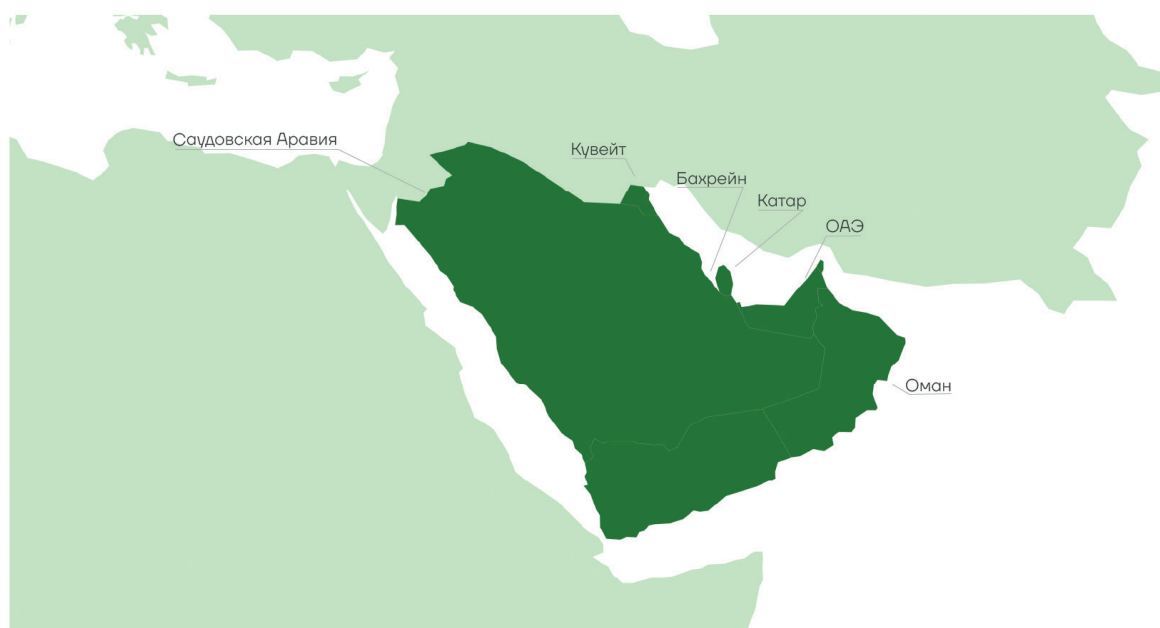 Саудовская Аравия
Кувейт
Бахрейн
Катар
ОАЭ
Оман